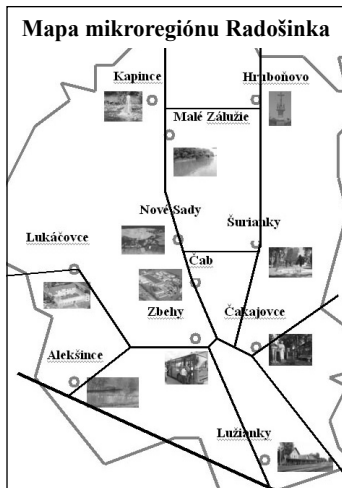 Mapa mikroregiónu Radošinka
Kapince
Hruboňovo
Malé Zálužie
Nové Sady
Šurianky
Lukáčovce
Čab
Zbehy
Čakajovce
Alekšince
Lužianky